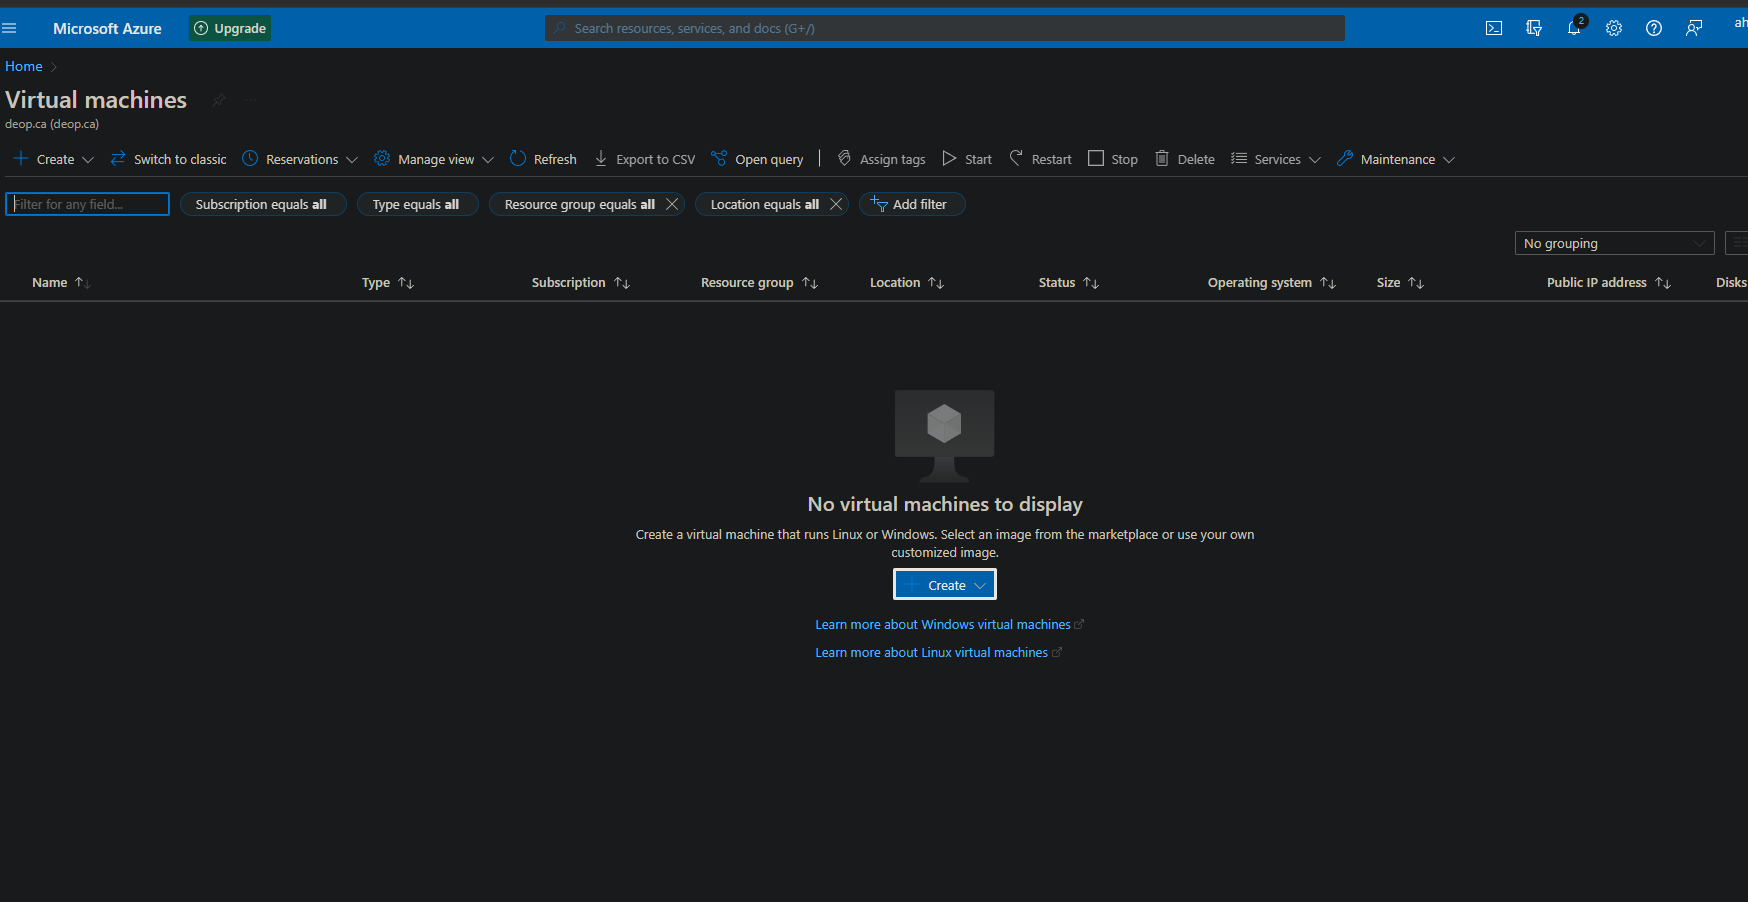 Microsoft Azure
Upgrade
Search resources, services, and docs (G+/)
2
ah
Home
Virtual machines
deop.ca (deop.ca)
Create
Switch to classic
Reservations
Manage view
Refresh
Export to CSV
Open query
Assign tags
Start
Restart
Stop
Delete
Services
Maintenance
Filter for any field...
Subscription equals all
Type equals all
Resource group equals all
Location equals all
Add filter
No grouping
Name
Type
Subscription
Resource group
Location
Status
Operating system
Size
Public IP address
Disks
No virtual machines to display
Create a virtual machine that runs Linux or Windows. Select an image from the marketplace or use your own
customized image.
Create
Learn more about Windows virtual machines
Learn more about Linux virtual machines